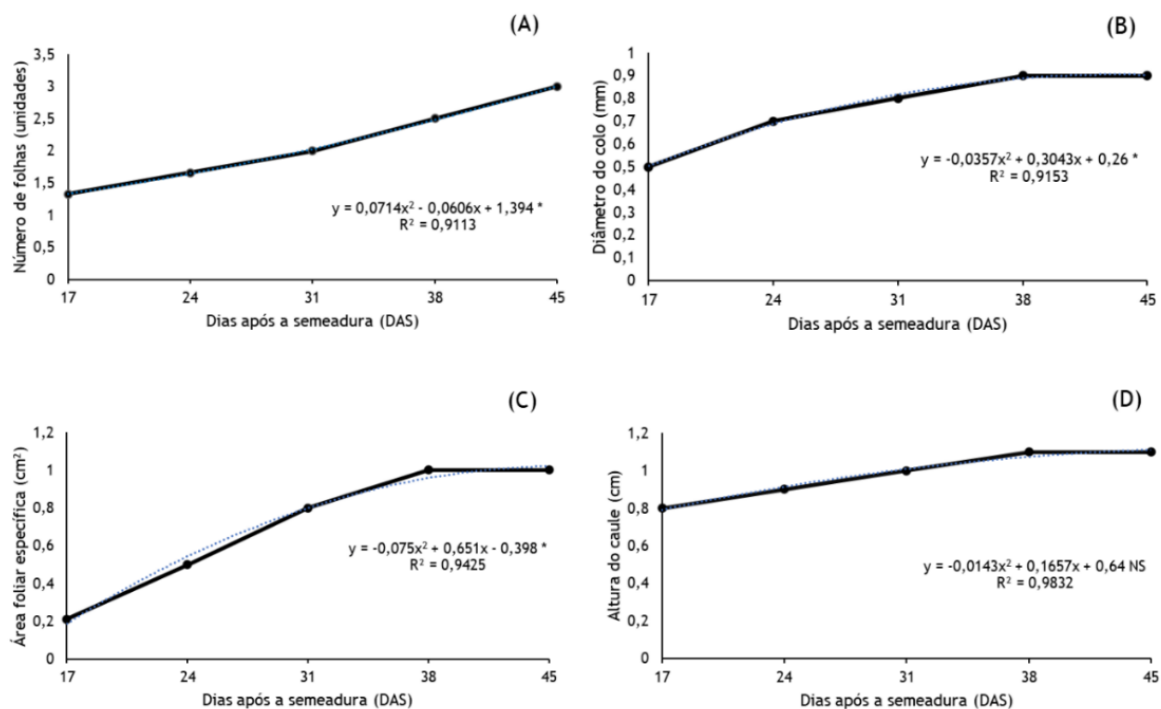 (A)
Número de folhas (unidades)
3,5
3
2,5
2
1,5
1
0,5
0
y = 0,0714x² - 0,0606x + 1,394 *
R² = 0,9113
17 24 31 38 45
Dias após a semeadura (DAS)
(B)
Diâmetro do colo (mm)
1
0,9
0,8
0,7
0,6
0,5
0,4
0,3
0,2
0,1
0
y = -0,0357x² + 0,3043x + 0,26 *
R² = 0,9153
17 24 31 38 45
Dias após a semeadura (DAS)
(C)
Área foliar específica (cm²)
1,2
1
0,8
0,6
0,4
0,2
0
y = -0,075x² + 0,651x - 0,398 *
R² = 0,9425
17 24 31 38 45
Dias após a semeadura (DAS)
(D)
Altura do caule (cm)
1,2
1
0,8
0,6
0,4
0,2
0
y = -0,0143x² + 0,1657x + 0,64 NS
R² = 0,9832
17 24 31 38 45
Dias após a semeadura (DAS)